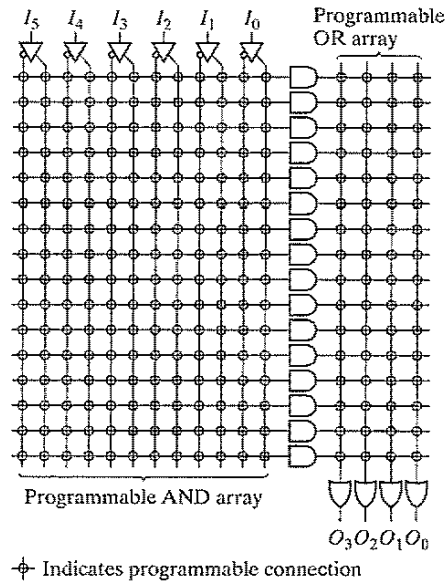 I₅ I₄ I₃ I₂ I₁ I₀
Programmable
OR array
Programmable AND array
O₃ O₂ O₁ O₀
Indicates programmable connection